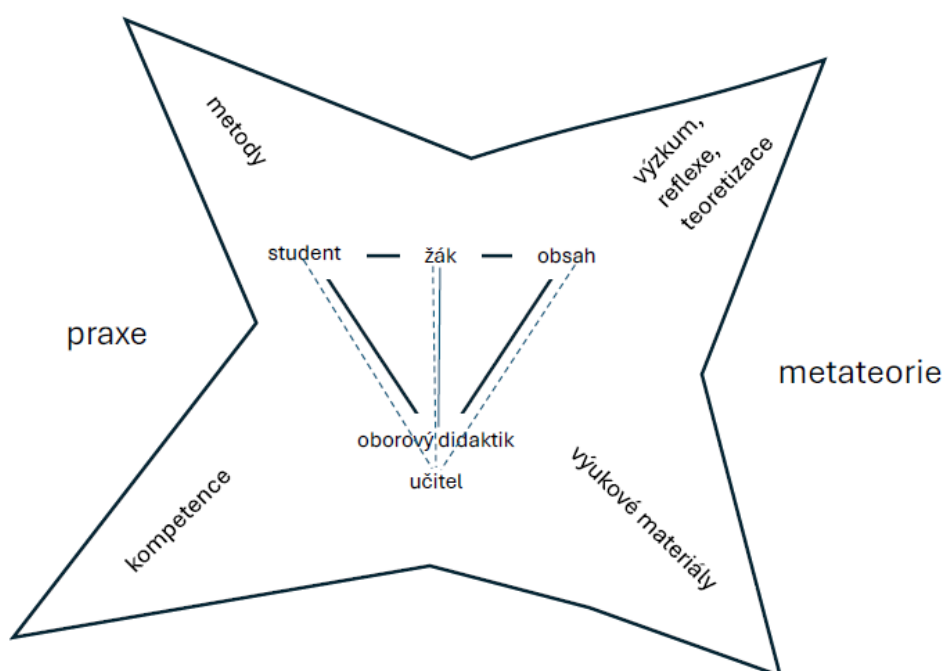 metody
výzkum,
reflexe,
teoretizace
student
žák
obsah
praxe
metateorie
oborový didaktik
učitel
kompetence
výukové materiály